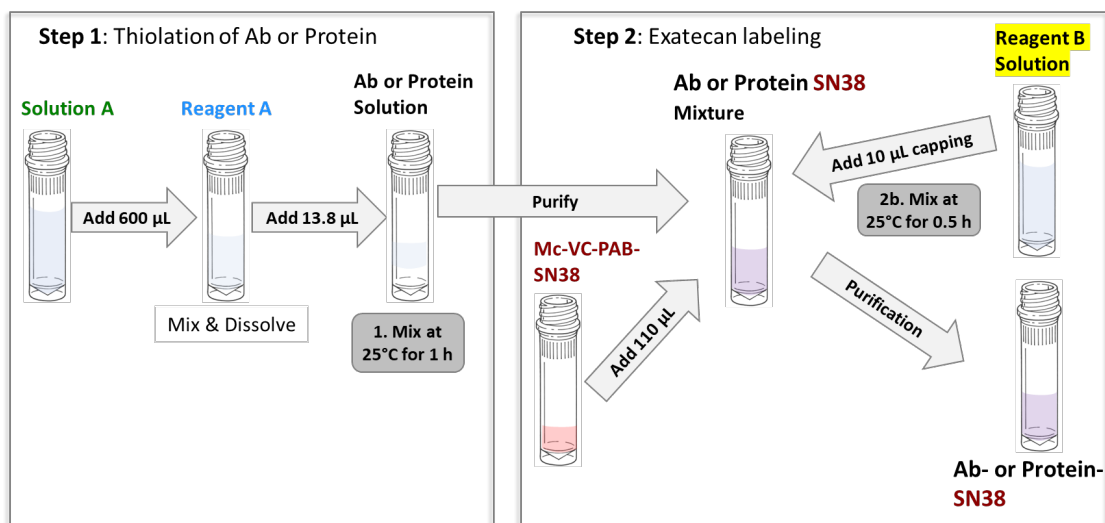 Step 1: Thiolation of Ab or Protein
Solution A
Reagent A
Ab or Protein
Solution
Add 600 µL
Add 13.8 µL
Mix & Dissolve
1. Mix at
25°C for 1 h
Purify
Step 2: Exatecan labeling
Ab or Protein SN38
Mixture
Reagent B
Solution
Add 10 µL capping
2b. Mix at
25°C for 0.5 h
Mc-VC-PAB-
SN38
Add 110 µL
Purification
Ab- or Protein-
SN38